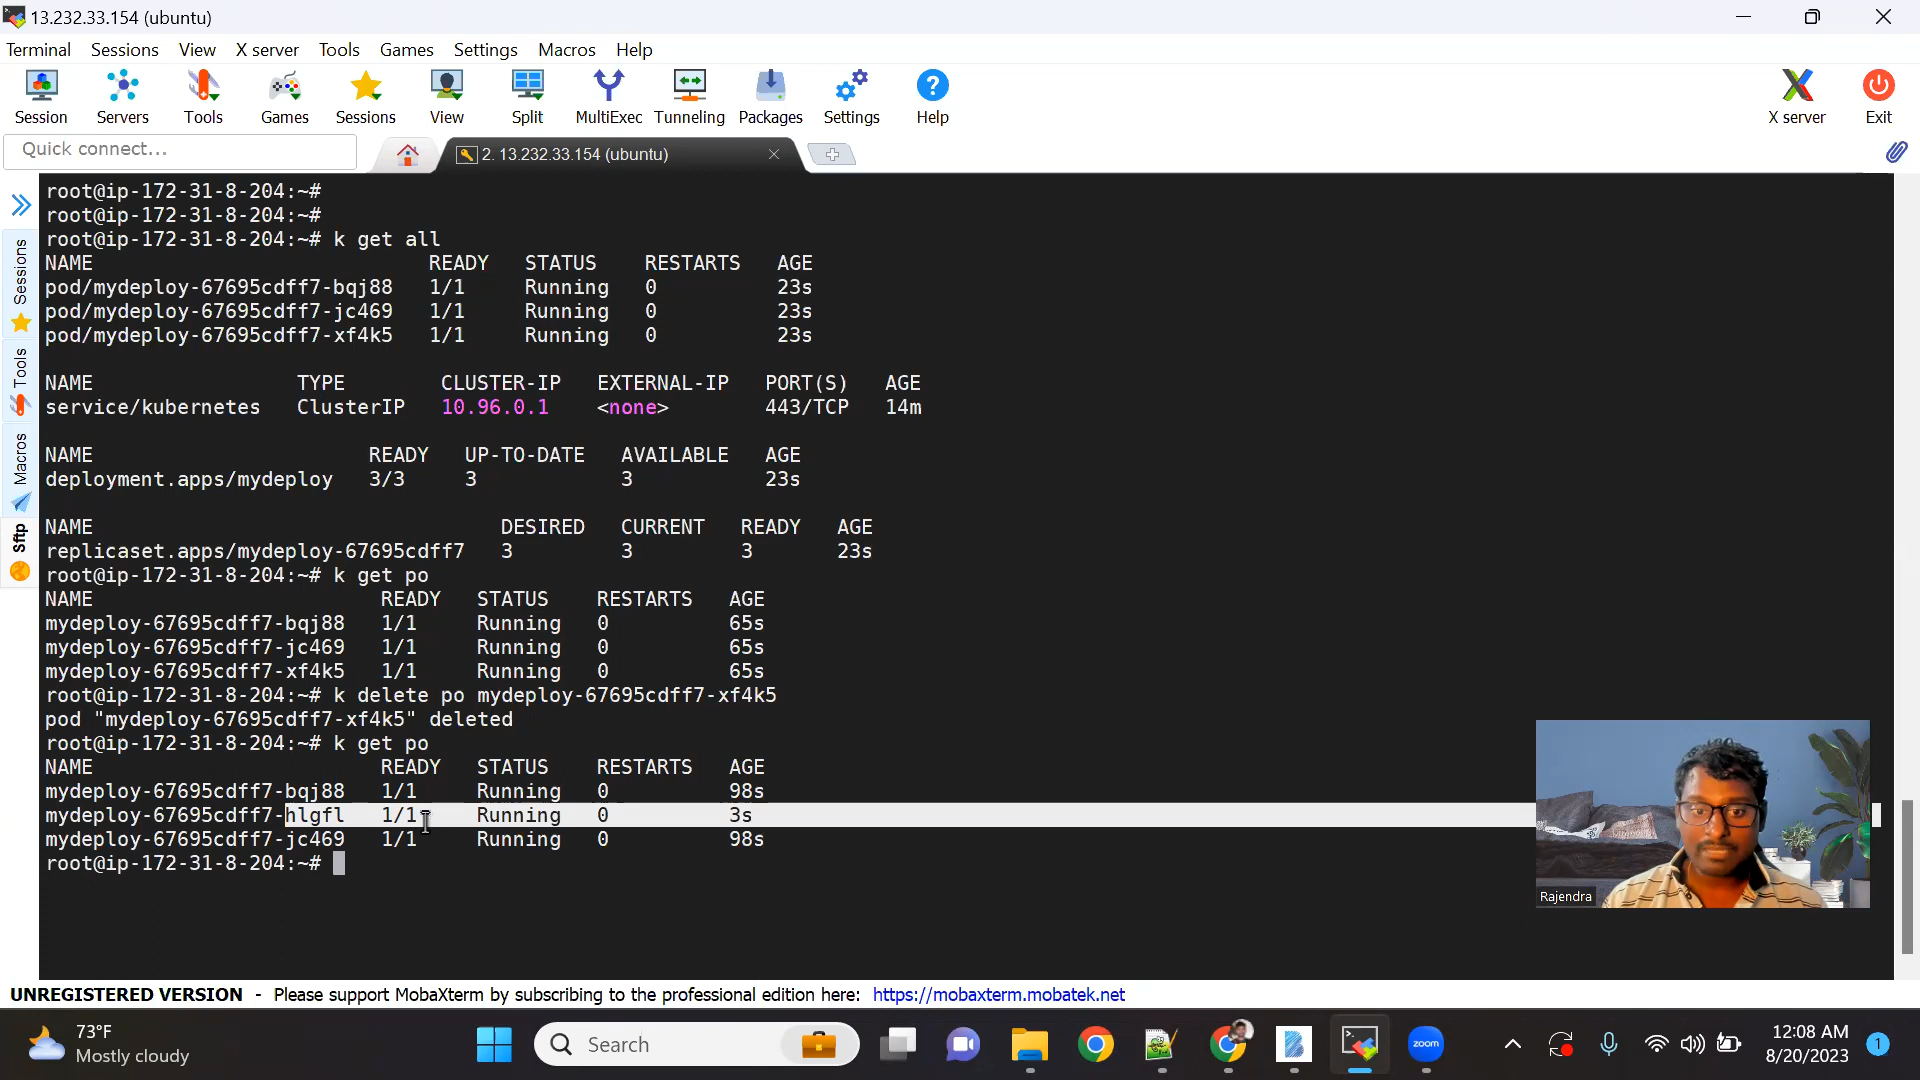 13.232.33.154 (ubuntu)
Terminal Sessions View X server Tools Games Settings Macros Help
Session Servers Tools Games Sessions View Split MultiExec Tunneling Packages Settings Help X server Exit
Quick connect...
2. 13.232.33.154 (ubuntu)
Sessions
Tools
Macros
Sftp
root@ip-172-31-8-204:~#
root@ip-172-31-8-204:~#
root@ip-172-31-8-204:~# k get all
NAME READY STATUS RESTARTS AGE
pod/mydeploy-67695cdff7-bqj88 1/1 Running 0 23s
pod/mydeploy-67695cdff7-jc469 1/1 Running 0 23s
pod/mydeploy-67695cdff7-xf4k5 1/1 Running 0 23s
NAME TYPE CLUSTER-IP EXTERNAL-IP PORT(S) AGE
service/kubernetes ClusterIP 10.96.0.1 <none> 443/TCP 14m
NAME READY UP-TO-DATE AVAILABLE AGE
deployment.apps/mydeploy 3/3 3 3 23s
NAME DESIRED CURRENT READY AGE
replicaset.apps/mydeploy-67695cdff7 3 3 3 23s
root@ip-172-31-8-204:~# k get po
NAME READY STATUS RESTARTS AGE
mydeploy-67695cdff7-bqj88 1/1 Running 0 65s
mydeploy-67695cdff7-jc469 1/1 Running 0 65s
mydeploy-67695cdff7-xf4k5 1/1 Running 0 65s
root@ip-172-31-8-204:~# k delete po mydeploy-67695cdff7-xf4k5
pod "mydeploy-67695cdff7-xf4k5" deleted
root@ip-172-31-8-204:~# k get po
NAME READY STATUS RESTARTS AGE
mydeploy-67695cdff7-bqj88 1/1 Running 0 98s
mydeploy-67695cdff7-hlgfl 1/1 Running 0 3s
mydeploy-67695cdff7-jc469 1/1 Running 0 98s
root@ip-172-31-8-204:~#
Rajendra
UNREGISTERED VERSION - Please support MobaXterm by subscribing to the professional edition here: https://mobaxterm.mobatek.net
73°F
Mostly cloudy
Search
zoom
12:08 AM
8/20/2023
1